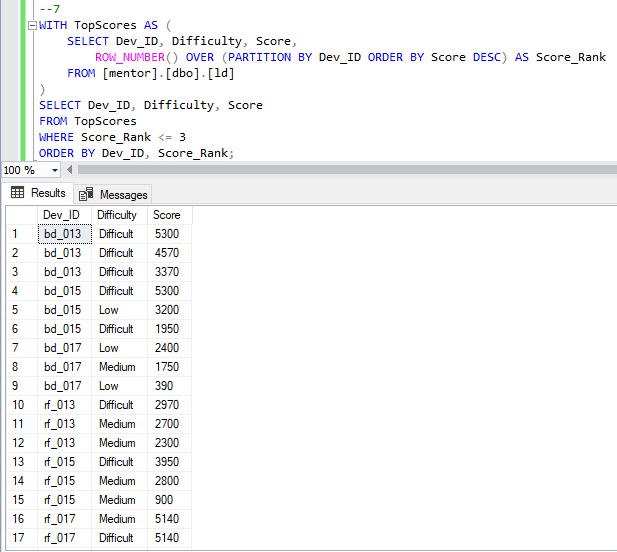 --7
WITH TopScores AS (
SELECT Dev_ID, Difficulty, Score,
ROW_NUMBER() OVER (PARTITION BY Dev_ID ORDER BY Score DESC) AS Score_Rank
FROM [mentor].[dbo].[ld]
)
SELECT Dev_ID, Difficulty, Score
FROM TopScores
WHERE Score_Rank <= 3
ORDER BY Dev_ID, Score_Rank;
100 %
Results Messages
Dev_ID Difficulty Score
1 bd_013 Difficult 5300
2 bd_013 Difficult 4570
3 bd_013 Difficult 3370
4 bd_015 Difficult 5300
5 bd_015 Low 3200
6 bd_015 Difficult 1950
7 bd_017 Low 2400
8 bd_017 Medium 1750
9 bd_017 Low 390
10 rf_013 Difficult 2970
11 rf_013 Medium 2700
12 rf_013 Medium 2300
13 rf_015 Difficult 3950
14 rf_015 Medium 2800
15 rf_015 Medium 900
16 rf_017 Medium 5140
17 rf_017 Difficult 5140